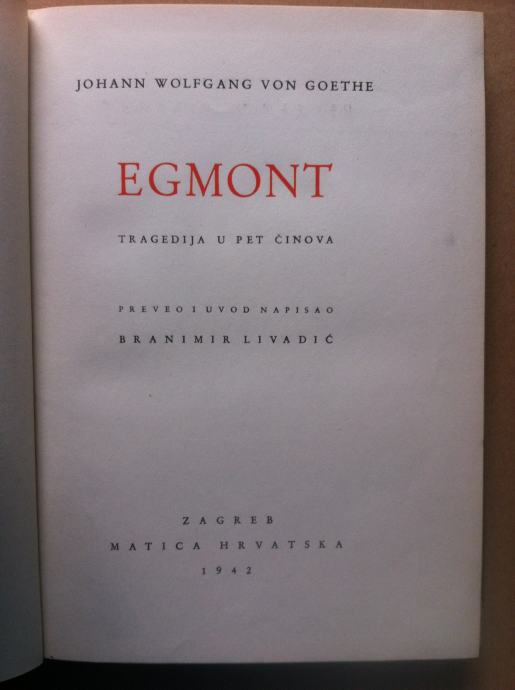 JOHANN WOLFGANG VON GOETHE
EGMONT
TRAGEDIJA U PET ČINOVA
PREVEO I UVOD NAPISAO
BRANIMIR LIVADIĆ
ZAGREB
MATICA HRVATSKA
1942